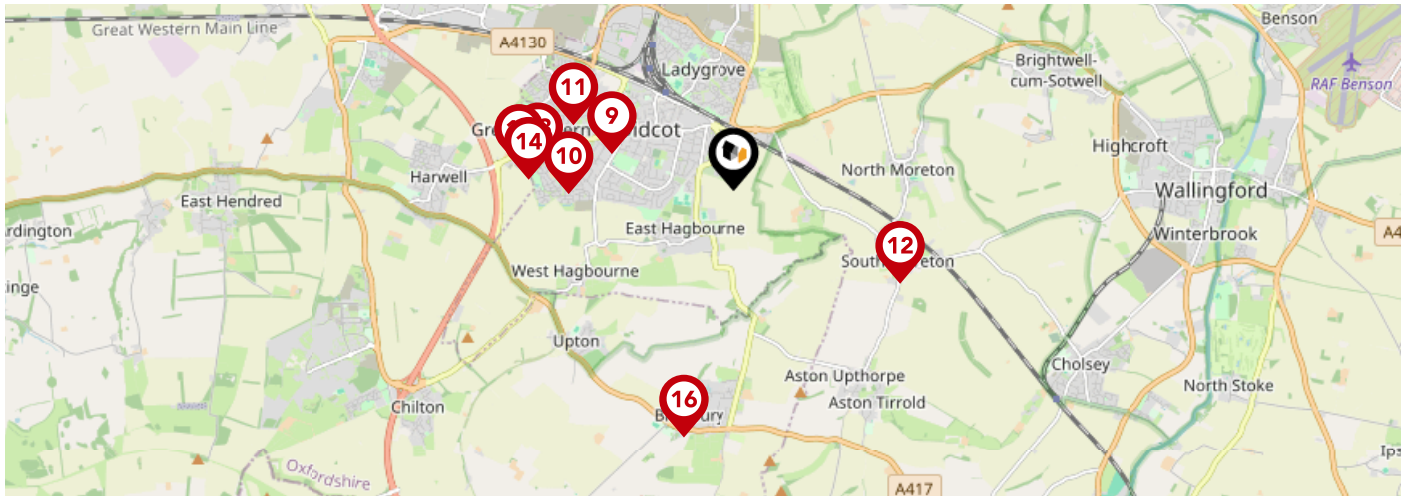 Great Western Main Line
A4130
Benson
Ladygrove
Brightwell-
cum-Sotwell
RAF Benson
11
9
14
10
North Moreton
Highcroft
Harwell
East Hendred
Wallingford
East Hagbourne
Winterbrook
12
West Hagbourne
Upton
Cholsey
Aston Upthorpe
North Stoke
16
Aston Tirrold
Chilton
Oxfordshire
A417